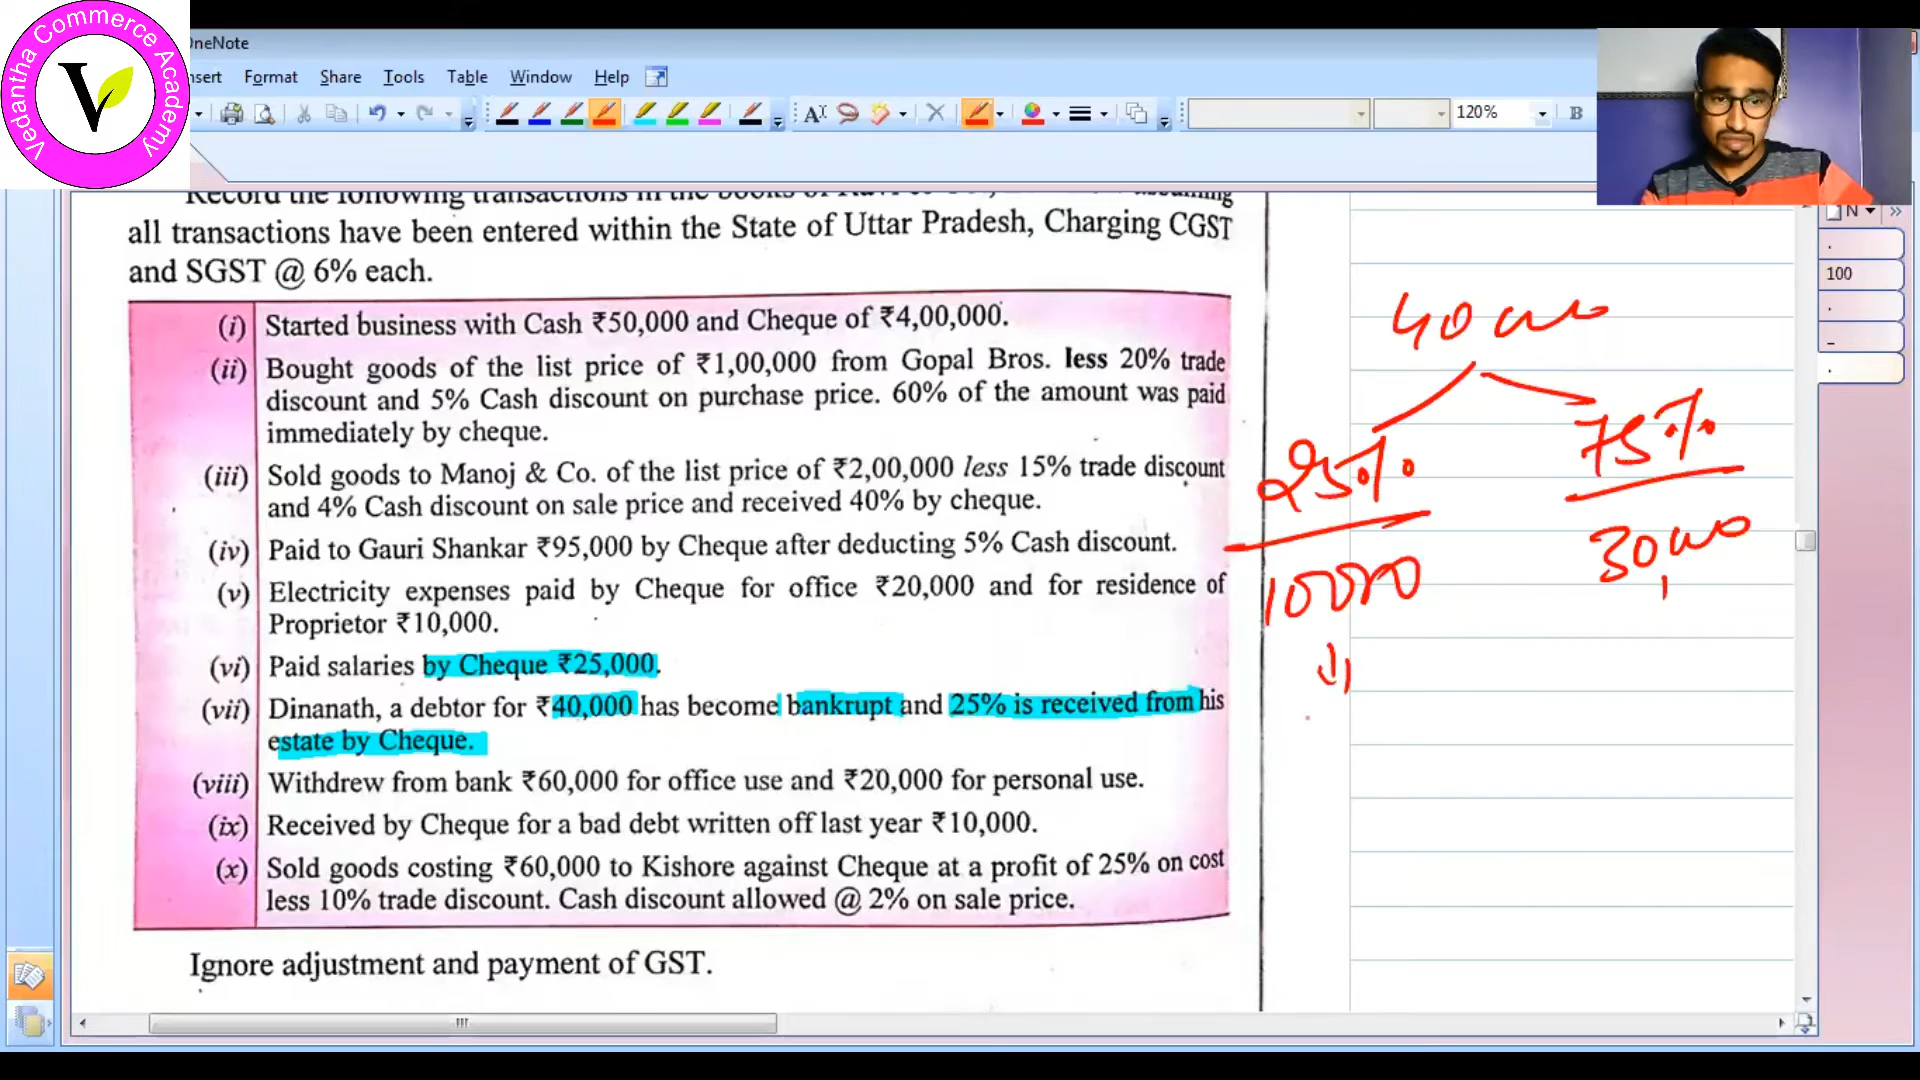 Vedantha Commerce Academy
V
OneNote
nsert Format Share Tools Table Window Help
120% B
N
100
Record the following transactions in the books of
all transactions have been entered within the State of Uttar Pradesh, Charging CGST
and SGST @ 6% each.
(i) Started business with Cash ₹50,000 and Cheque of ₹4,00,000.
(ii) Bought goods of the list price of ₹1,00,000 from Gopal Bros. less 20% trade
discount and 5% Cash discount on purchase price. 60% of the amount was paid
immediately by cheque.
(iii) Sold goods to Manoj & Co. of the list price of ₹2,00,000 less 15% trade discount
and 4% Cash discount on sale price and received 40% by cheque.
(iv) Paid to Gauri Shankar ₹95,000 by Cheque after deducting 5% Cash discount.
(v) Electricity expenses paid by Cheque for office ₹20,000 and for residence of
Proprietor ₹10,000.
(vi) Paid salaries by Cheque ₹25,000.
(vii) Dinanath, a debtor for ₹40,000 has become bankrupt and 25% is received from his
estate by Cheque.
(viii) Withdrew from bank ₹60,000 for office use and ₹20,000 for personal use.
(ix) Received by Cheque for a bad debt written off last year ₹10,000.
(x) Sold goods costing ₹60,000 to Kishore against Cheque at a profit of 25% on cost
less 10% trade discount. Cash discount allowed @ 2% on sale price.
Ignore adjustment and payment of GST.
40000
25% 75%
10000 30,000